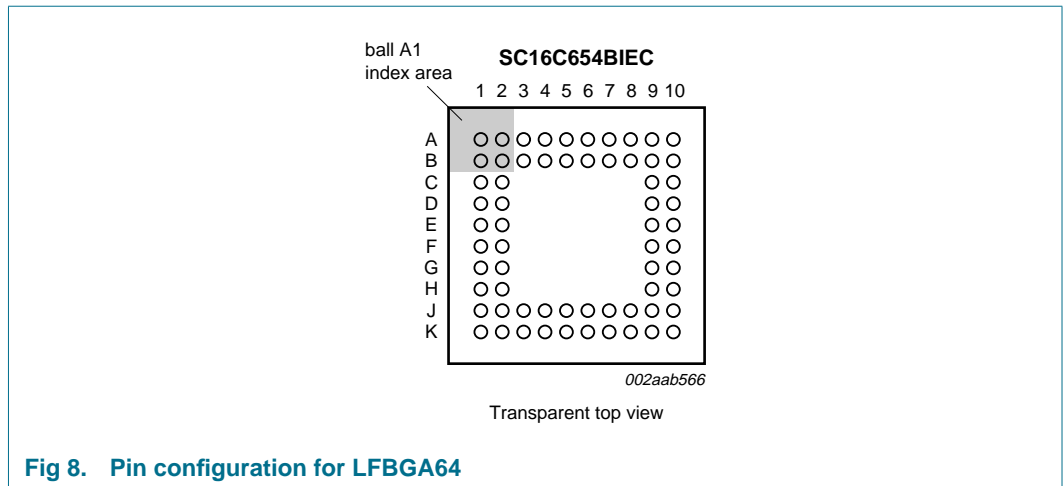 ball A1
index area
SC16C654BIEC
1 2 3 4 5 6 7 8 9 10
A
B
C
D
E
F
G
H
J
K
002aab566
Transparent top view
Fig 8. Pin configuration for LFBGA64